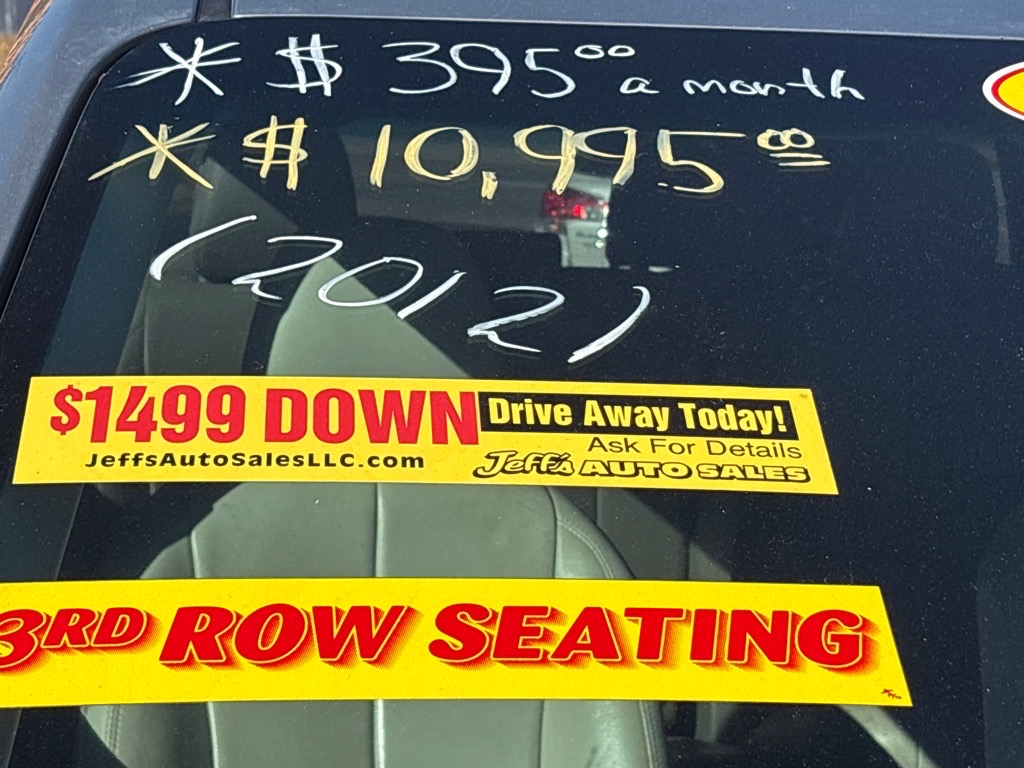 * $ 395⁰⁰ a month
* $ 10,995⁰⁰
(2012)
$1499 DOWN
JeffsAutoSalesLLC.com
Drive Away Today!
Ask For Details
Jeff's AUTO SALES
3RD ROW SEATING